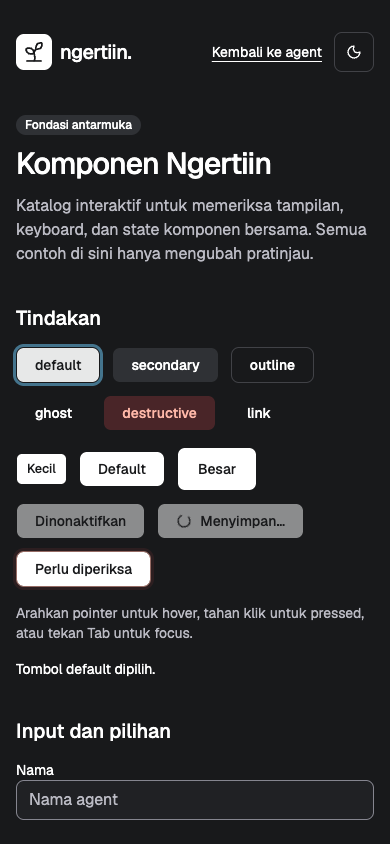 ngertiin.
Kembali ke agent
Fondasi antarmuka
Komponen Ngertiin
Katalog interaktif untuk memeriksa tampilan,
keyboard, dan state komponen bersama. Semua
contoh di sini hanya mengubah pratinjau.
Tindakan
default
secondary
outline
ghost
destructive
link
Kecil
Default
Besar
Dinonaktifkan
Menyimpan...
Perlu diperiksa
Arahkan pointer untuk hover, tahan klik untuk pressed,
atau tekan Tab untuk focus.
Tombol default dipilih.
Input dan pilihan
Nama
Nama agent